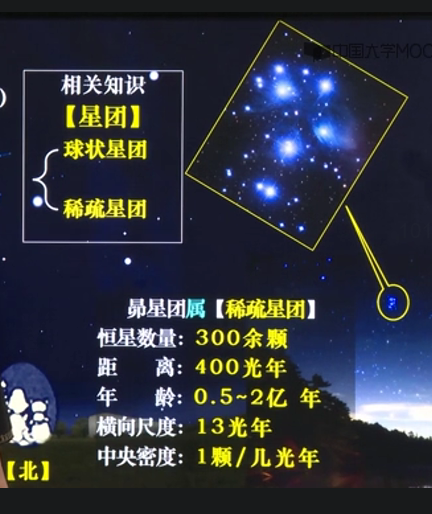 中国大学MOOC
相关知识
【星团】
球状星团
稀疏星团
昴星团属【稀疏星团】
恒星数量: 300余颗
距 离: 400光年
年 龄: 0.5~2亿 年
横向尺度: 13光年
中央密度: 1颗/几光年
【北】